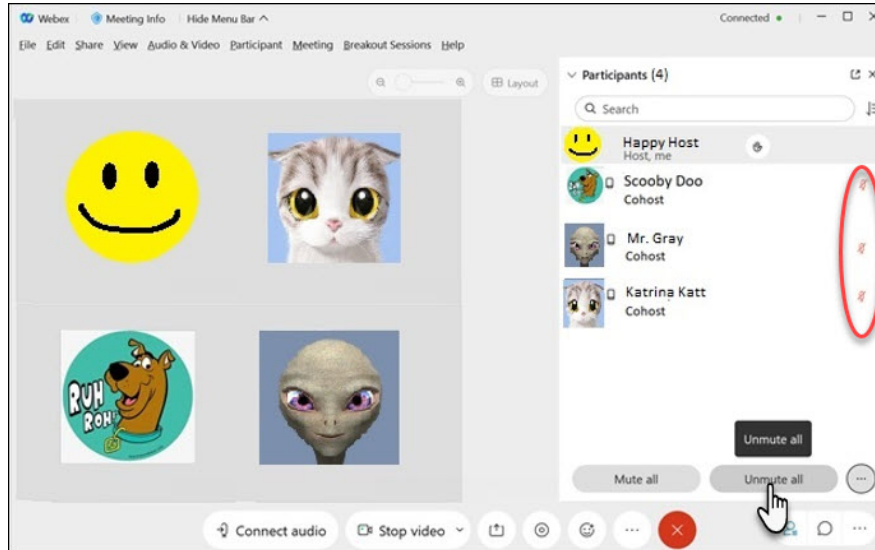 Webex Meeting Info Hide Menu Bar
Connected
File Edit Share View Audio & Video Participant Meeting Breakout Sessions Help
Layout
Participants (4)
Search
Happy Host
Host, me
Scooby Doo
Cohost
Mr. Gray
Cohost
Katrina Katt
Cohost
RUH
ROH!
Unmute all
Mute all Unmute all
Connect audio Stop video